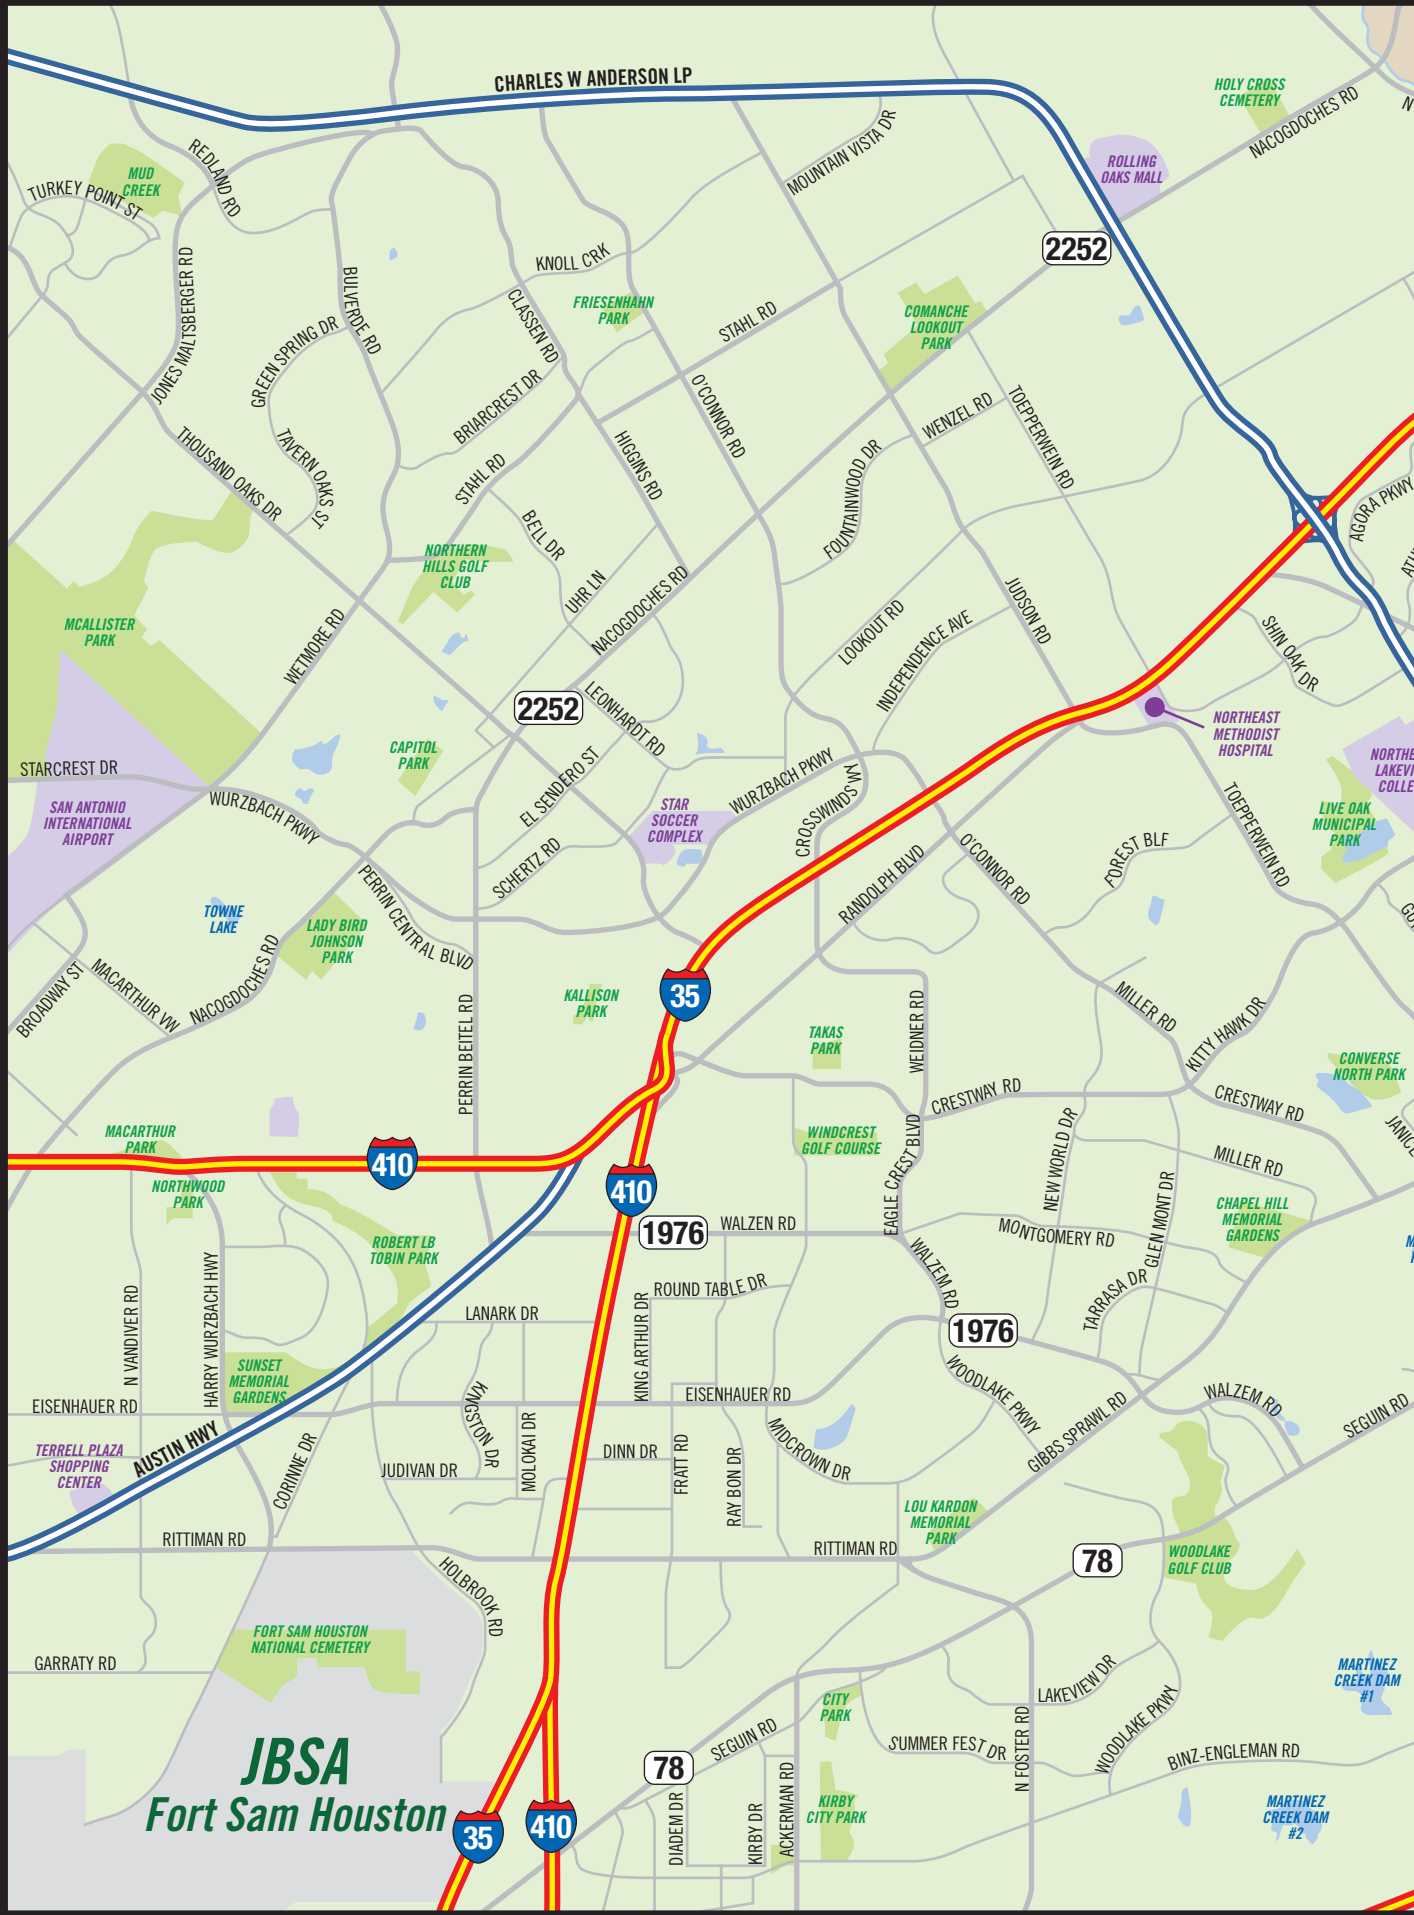 CHARLES W ANDERSON LP
HOLY CROSS
CEMETERY
NACOGDOCHES RD
N
ROLLING
OAKS MALL
MOUNTAIN VISTA DR
REDLAND RD
MUD
CREEK
TURKEY POINT ST
2252
KNOLL CRK
JONES MALTSBERGER RD
BULVERDE RD
CLASSEN RD
FRIESENHAHN
PARK
STAHL RD
COMANCHE
LOOKOUT
PARK
GREEN SPRING DR
BRIARCREST DR
O'CONNOR RD
WENZEL RD
TOEPPERWEIN RD
THOUSAND OAKS DR
TAVERN OAKS ST
STAHL RD
HIGGINS RD
FOUNTAINWOOD DR
AGORA PKWY
BELL DR
NORTHERN
HILLS GOLF
CLUB
UHR LN
NACOGDOCHES RD
JUDSON RD
MCALLISTER
PARK
WETMORE RD
LOOKOUT RD
INDEPENDENCE AVE
SHIN OAK DR
2252
LEONHARDT RD
NORTHEAST
METHODIST
HOSPITAL
CAPITOL
PARK
STARCREST DR
EL SENDERO ST
WURZBACH PKWY
CROSSWINDS WY
NORTHE
LAKEVI
COLLE
SAN ANTONIO
INTERNATIONAL
AIRPORT
WURZBACH PKWY
STAR
SOCCER
COMPLEX
TOEPPERWEIN RD
LIVE OAK
MUNICIPAL
PARK
SCHERTZ RD
PERRIN CENTRAL BLVD
RANDOLPH BLVD
O'CONNOR RD
FOREST BLF
TOWNE
LAKE
LADY BIRD
JOHNSON
PARK
NACOGDOCHES RD
MACARTHUR VW
BROADWAY ST
KALLISON
PARK
35
PERRIN BEITEL RD
TAKAS
PARK
WEIDNER RD
MILLER RD
KITTY HAWK DR
CONVERSE
NORTH PARK
CRESTWAY RD
CRESTWAY RD
MACARTHUR
PARK
410
WINDCREST
GOLF COURSE
EAGLE CREST BLVD
NEW WORLD DR
MILLER RD
NORTHWOOD
PARK
410
1976
WALZEN RD
MONTGOMERY RD
GLEN MONT DR
CHAPEL HILL
MEMORIAL
GARDENS
ROBERT LB
TOBIN PARK
WALZEM RD
ROUND TABLE DR
TARRASA DR
N VANDIVER RD
HARRY WURZBACH HWY
LANARK DR
KING ARTHUR DR
1976
SUNSET
MEMORIAL
GARDENS
WOODLAKE PKWY
EISENHAUER RD
EISENHAUER RD
KINGSTON DR
MOLOKAI DR
WALZEM RD
SEGUIN RD
GIBBS SPRAWL RD
AUSTIN HWY
TERRELL PLAZA
SHOPPING
CENTER
CORINNE DR
JUDIVAN DR
DINN DR
FRATT RD
RAY BON DR
MIDCROWN DR
LOU KARDON
MEMORIAL
PARK
RITTIMAN RD
RITTIMAN RD
78
WOODLAKE
GOLF CLUB
HOLBROOK RD
FORT SAM HOUSTON
NATIONAL CEMETERY
GARRATY RD
MARTINEZ
CREEK DAM
#1
LAKEVIEW DR
CITY
PARK
N FOSTER RD
WOODLAKE PKWY
JBSA
Fort Sam Houston
SEGUIN RD
SUMMER FEST DR
BINZ-ENGLEMAN RD
78
35
410
DIADEM DR
KIRBY DR
ACKERMAN RD
KIRBY
CITY PARK
MARTINEZ
CREEK DAM
#2